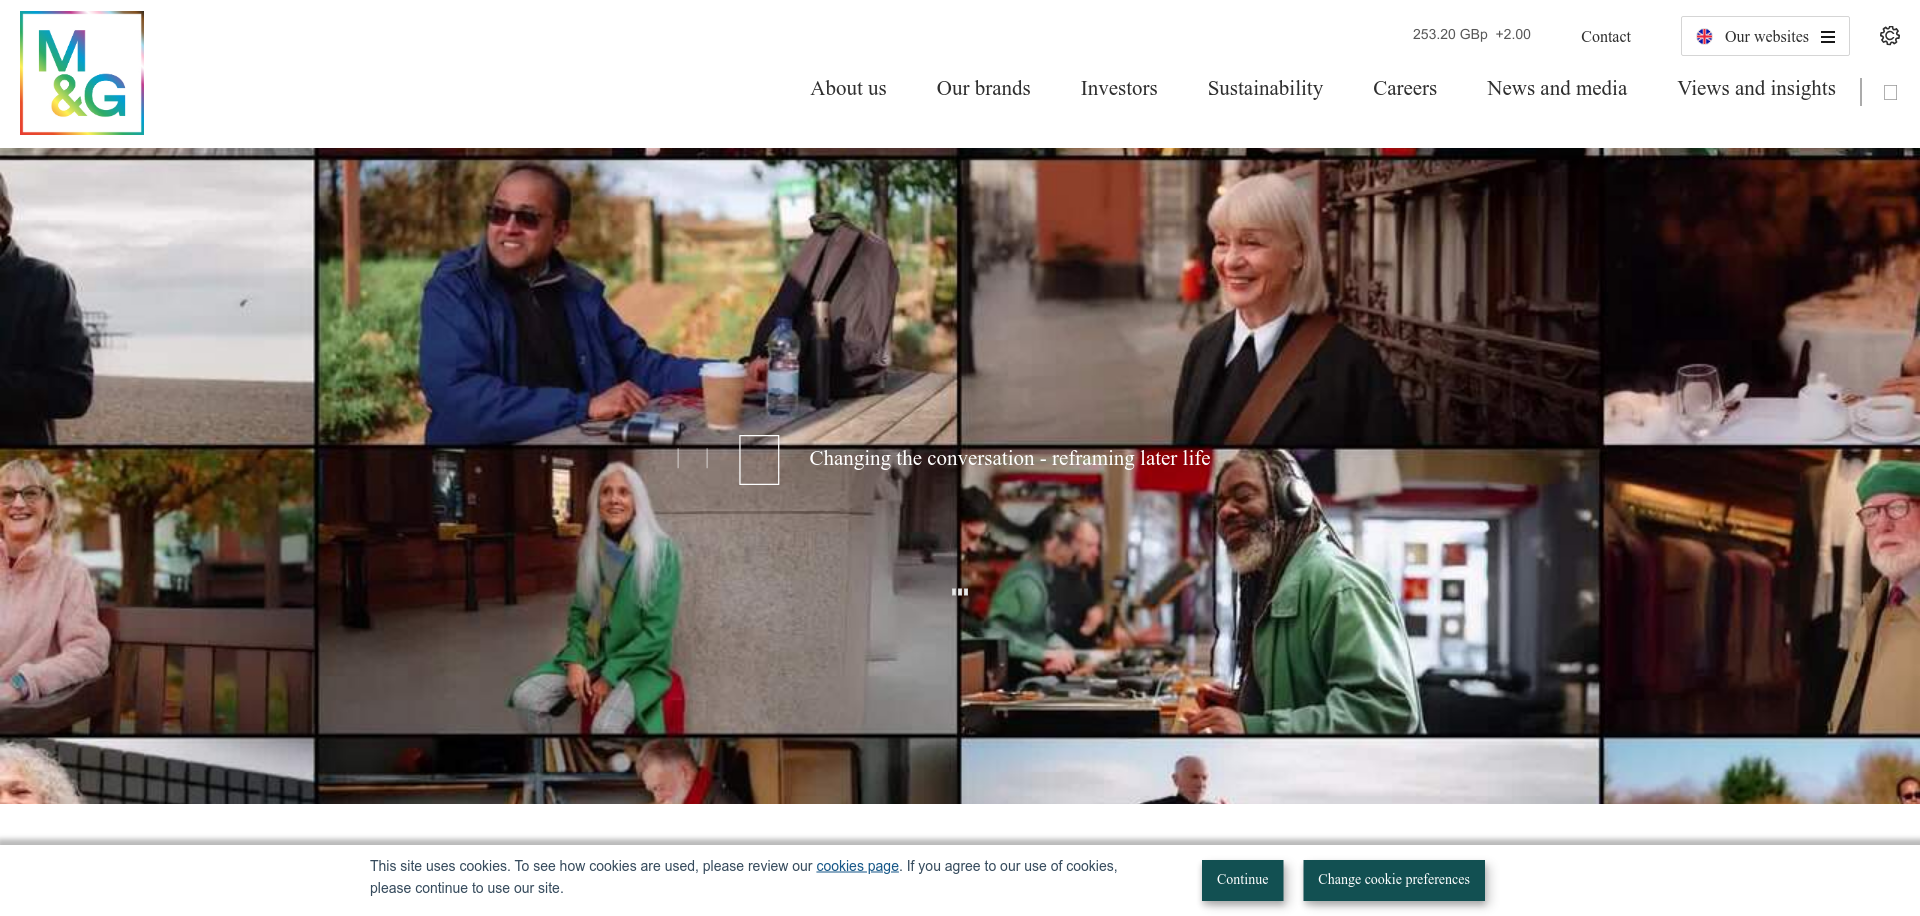 M
&G
253.20 GBp +2.00
Contact
Our websites
About us
Our brands
Investors
Sustainability
Careers
News and media
Views and insights
Changing the conversation - reframing later life
This site uses cookies. To see how cookies are used, please review our cookies page. If you agree to our use of cookies,
please continue to use our site.
Continue
Change cookie preferences